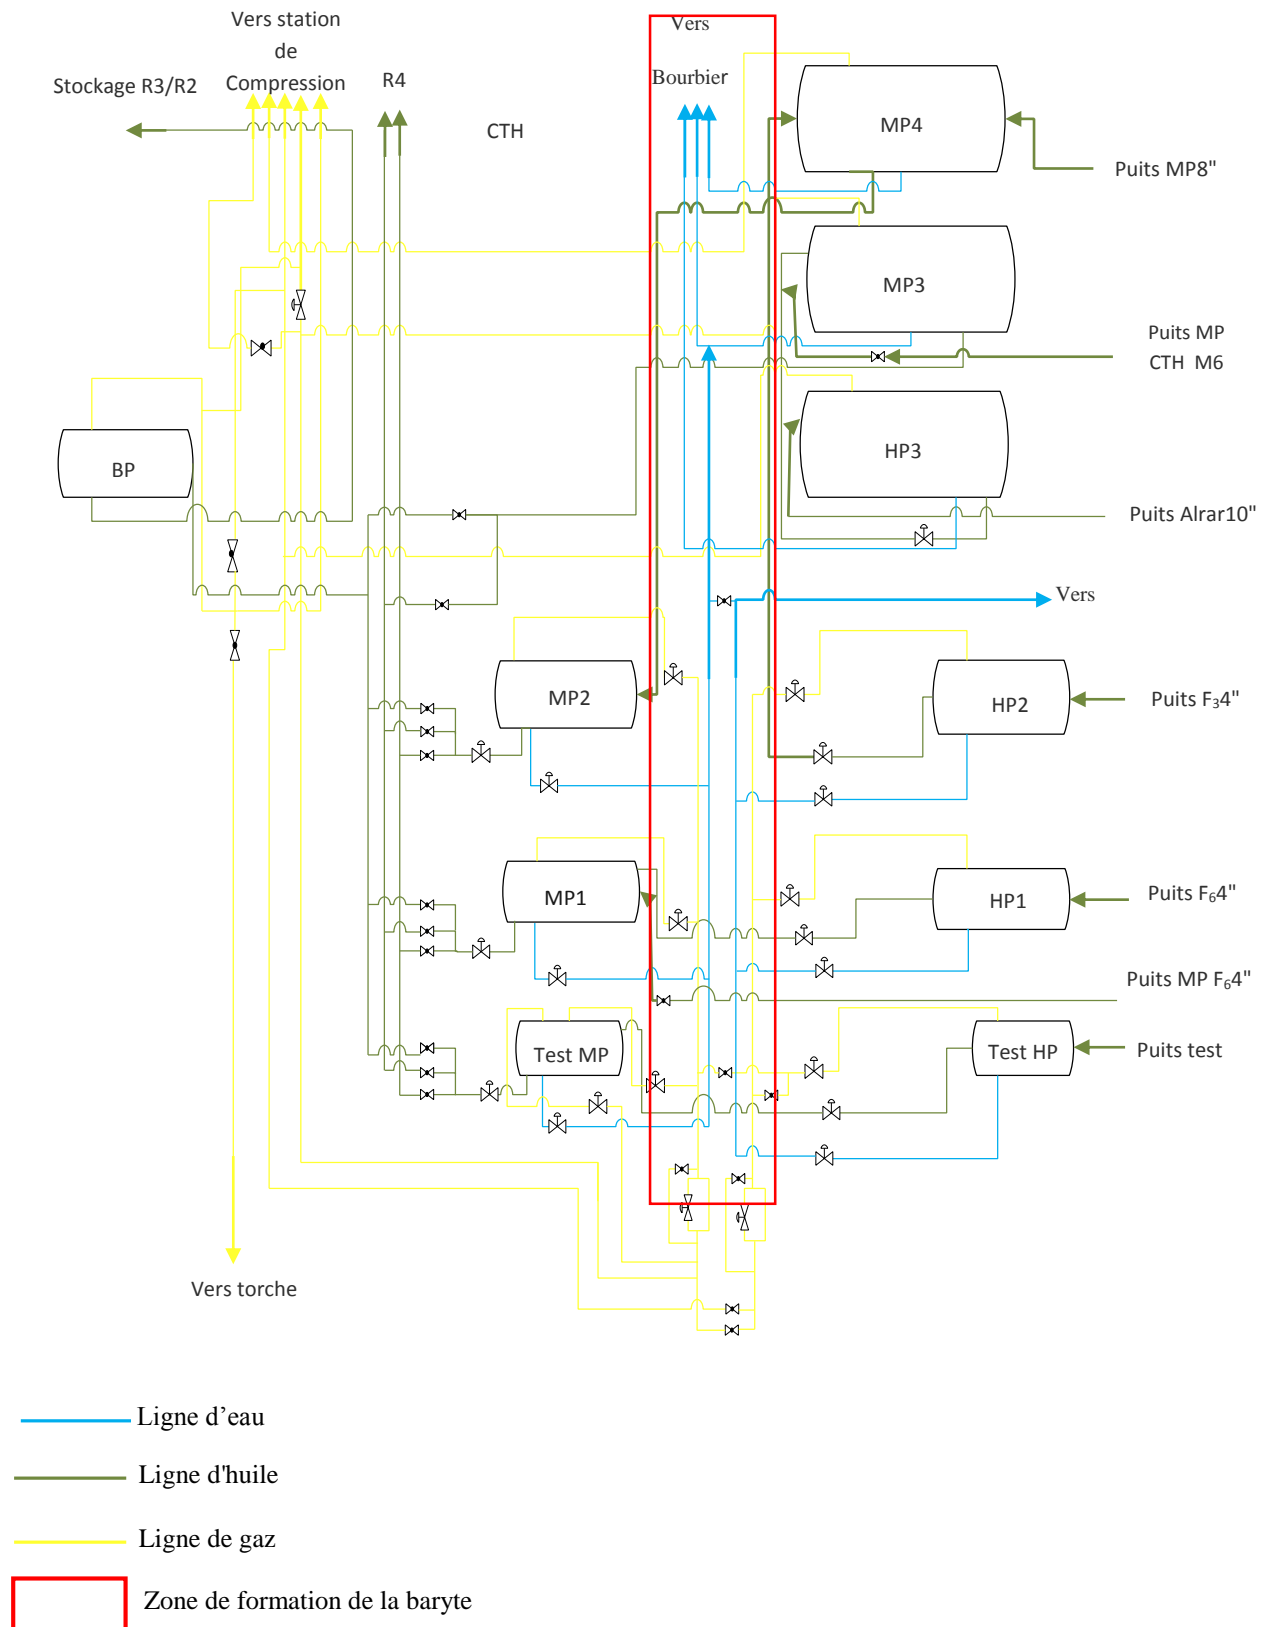 Vers station
de
Compression
Stockage R3/R2
R4
CTH
Vers
Bourbier
MP4
Puits MP8"
MP3
Puits MP
CTH M6
HP3
BP
Puits Alrar10"
Vers
MP2
HP2
Puits F₃4"
MP1
HP1
Puits F₆4"
Puits MP F₆4"
Test MP
Test HP
Puits test
Vers torche
Ligne d’eau
Ligne d'huile
Ligne de gaz
Zone de formation de la baryte